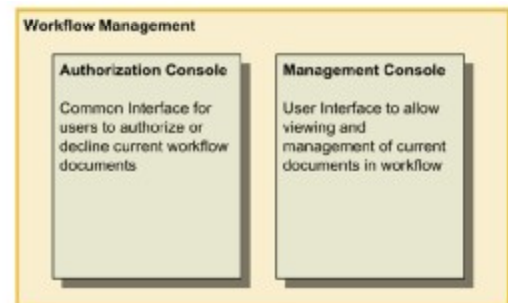 Workflow Management
Authorization Console
Common Interface for
users to authorize or
decline current workflow
documents
Management Console
User Interface to allow
viewing and
management of current
documents in workflow